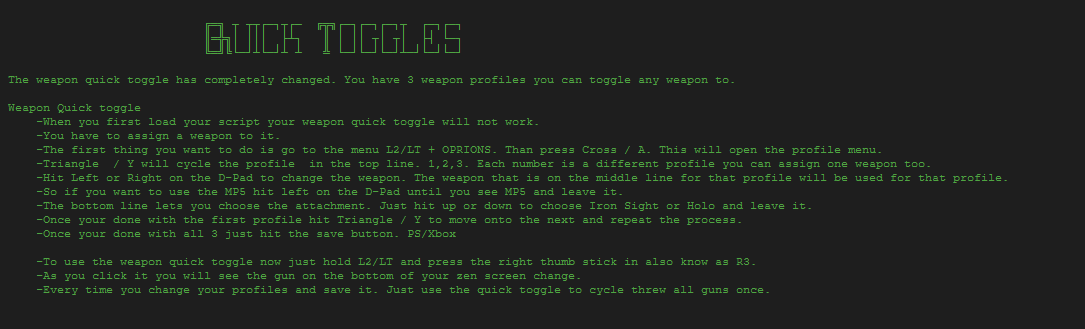 QUICK TOGGLES
The weapon quick toggle has completely changed. You have 3 weapon profiles you can toggle any weapon to.
Weapon Quick toggle
-When you first load your script your weapon quick toggle will not work.
-You have to assign a weapon to it.
-The first thing you want to do is go to the menu L2/LT + OPRIONS. Than press Cross / A. This will open the profile menu.
-Triangle  / Y will cycle the profile  in the top line. 1,2,3. Each number is a different profile you can assign one weapon too.
-Hit Left or Right on the D-Pad to change the weapon. The weapon that is on the middle line for that profile will be used for that profile.
-So if you want to use the MP5 hit left on the D-Pad until you see MP5 and leave it.
-The bottom line lets you choose the attachment. Just hit up or down to choose Iron Sight or Holo and leave it.
-Once your done with the first profile hit Triangle / Y to move onto the next and repeat the process.
-Once your done with all 3 just hit the save button. PS/Xbox
-To use the weapon quick toggle now just hold L2/LT and press the right thumb stick in also know as R3.
-As you click it you will see the gun on the bottom of your zen screen change.
-Every time you change your profiles and save it. Just use the quick toggle to cycle threw all guns once.